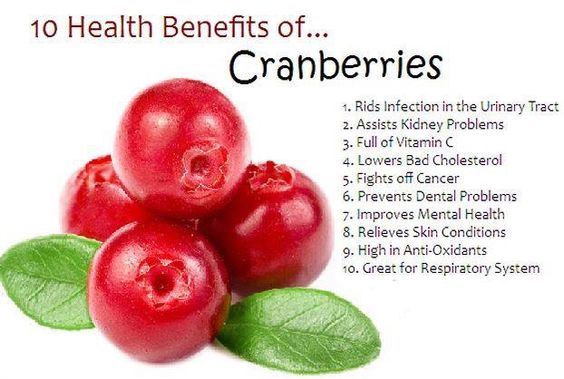 10 Health Benefits of...
Cranberries
1. Rids Infection in the Urinary Tract
2. Assists Kidney Problems
3. Full of Vitamin C
4. Lowers Bad Cholesterol
5. Fights off Cancer
6. Prevents Dental Problems
7. Improves Mental Health
8. Relieves Skin Conditions
9. High in Anti-Oxidants
10. Great for Respiratory System